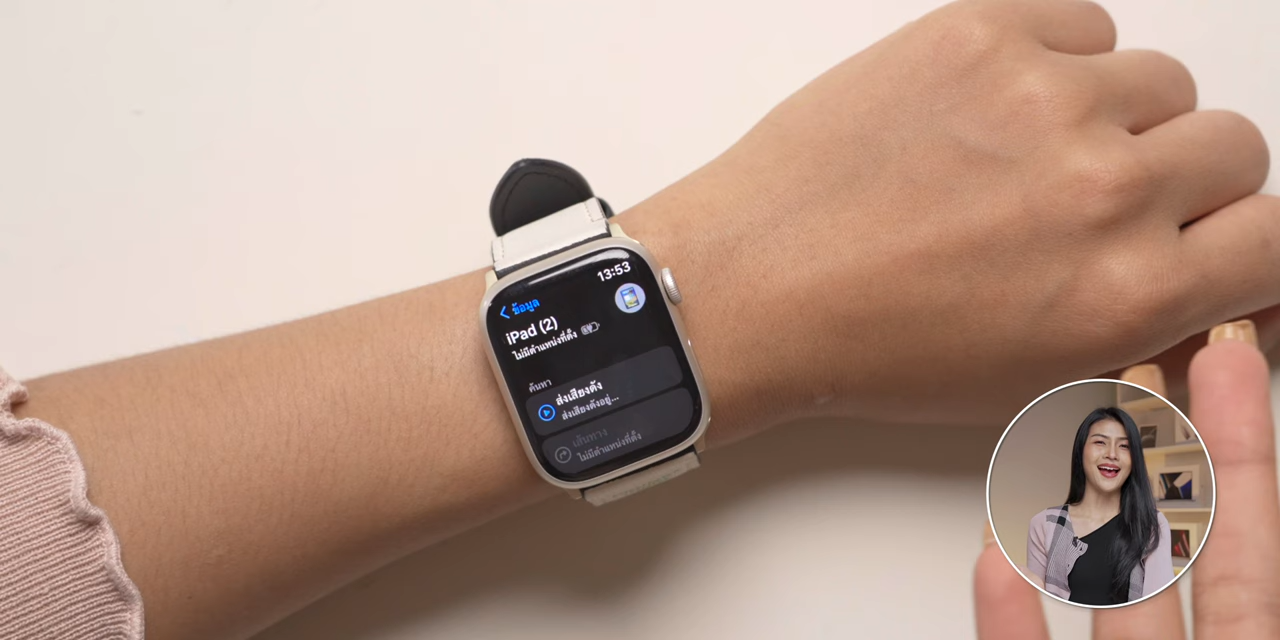 13:53
ข้อมูล
iPad (2)
ไม่มีตำแหน่งที่ตั้ง
ค้นหา
ส่งเสียงดัง
ส่งเสียงดังอยู่...
เส้นทาง
ไม่มีตำแหน่งที่ตั้ง